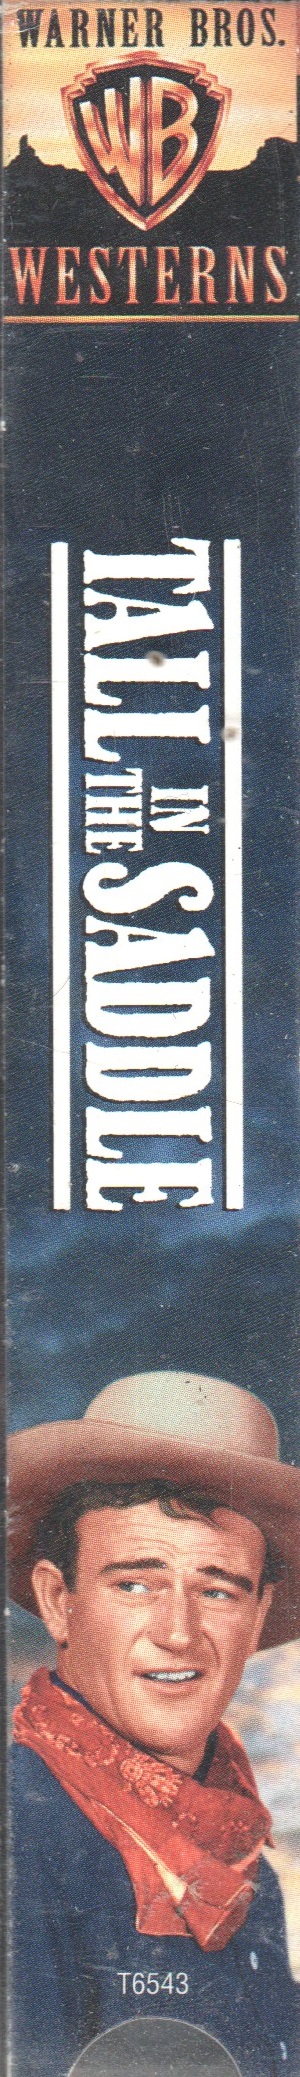 WARNER BROS.
WB
WESTERNS
TALL IN THE SADDLE
T6543